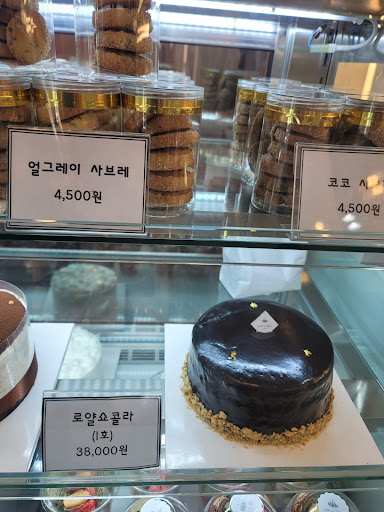 얼그레이 사브레
4,500원
코코 사
4,500원
로얄쇼콜라
(1호)
38,000원